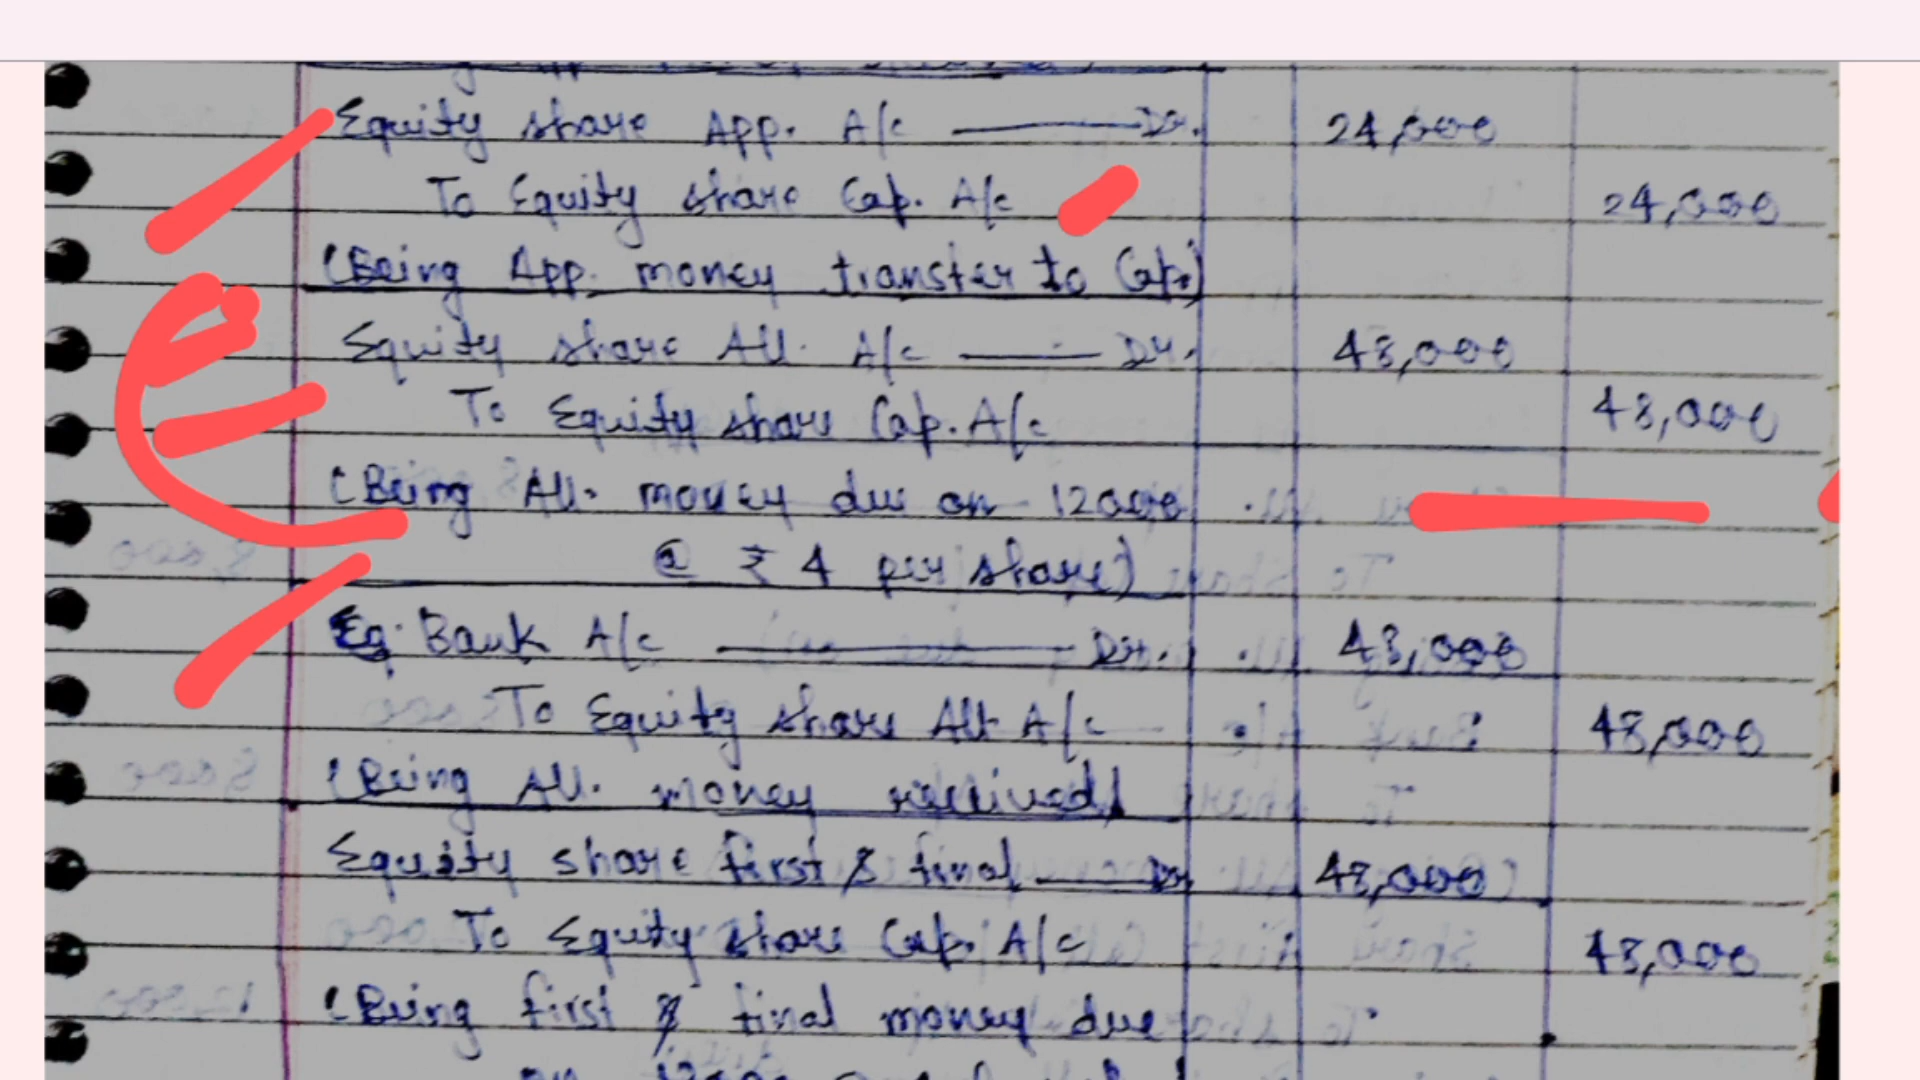 Equity share App. A/c ——— Dr. 24,000
To Equity share Cap. A/c 24,000
(Being App. money transfer to Cap.)
Equity share All. A/c ——— Dr. 48,000
To Equity share Cap. A/c 48,000
(Being All. money due on 12000
@ ₹ 4 per share)
Eq. Bank A/c ——— Dr. 48,000
To Equity share All A/c 48,000
(Being All. money received)
Equity share first & final ——— Dr 48,000
To Equity share Cap. A/c 48,000
(Being first & final money due
on 12000